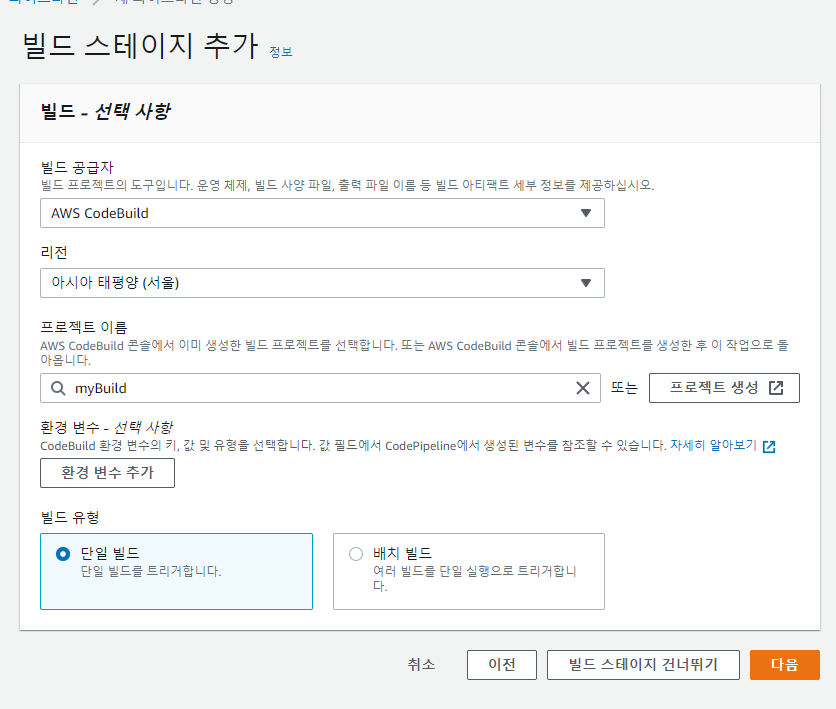 빌드 스테이지 추가 정보
빌드 - 선택 사항
빌드 공급자
빌드 프로젝트의 도구입니다. 운영 체제, 빌드 사양 파일, 출력 파일 이름 등 빌드 아티팩트 세부 정보를 제공하십시오.
AWS CodeBuild
리전
아시아 태평양 (서울)
프로젝트 이름
AWS CodeBuild 콘솔에서 이미 생성한 빌드 프로젝트를 선택합니다. 또는 AWS CodeBuild 콘솔에서 빌드 프로젝트를 생성한 후 이 작업으로 돌
아옵니다.
myBuild 또는 프로젝트 생성
환경 변수 - 선택 사항
CodeBuild 환경 변수의 키, 값 및 유형을 선택합니다. 값 필드에서 CodePipeline에서 생성된 변수를 참조할 수 있습니다. 자세히 알아보기
환경 변수 추가
빌드 유형
단일 빌드
단일 빌드를 트리거합니다.
배치 빌드
여러 빌드를 단일 실행으로 트리거합니
다.
취소 이전 빌드 스테이지 건너뛰기 다음